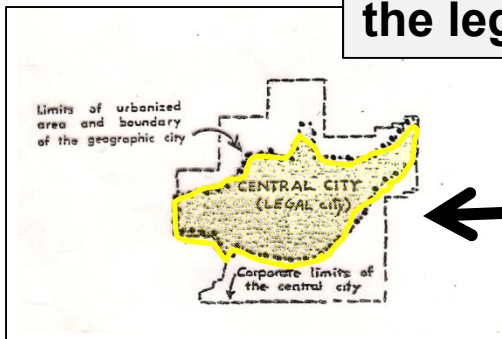 the leg
Limits of urbanized
area and boundary
of the geographic city
CENTRAL CITY
(LEGAL City)
Corporate limits of
the central city